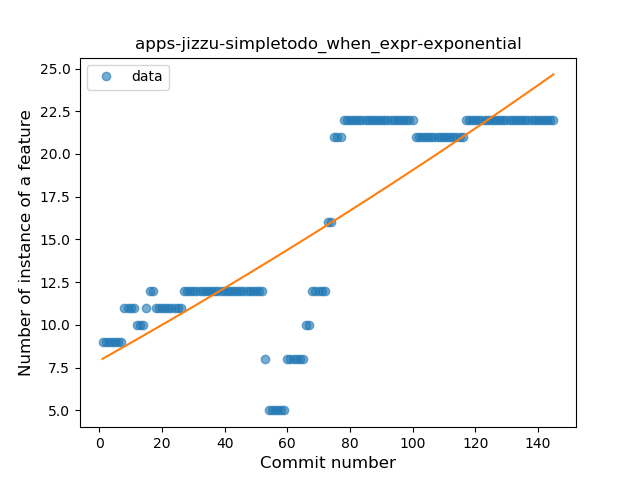 apps-jizzu-simpletodo_when_expr-exponential
data
Number of instance of a feature
25.0
22.5
20.0
17.5
15.0
12.5
10.0
7.5
5.0
0 20 40 60 80 100 120 140
Commit number